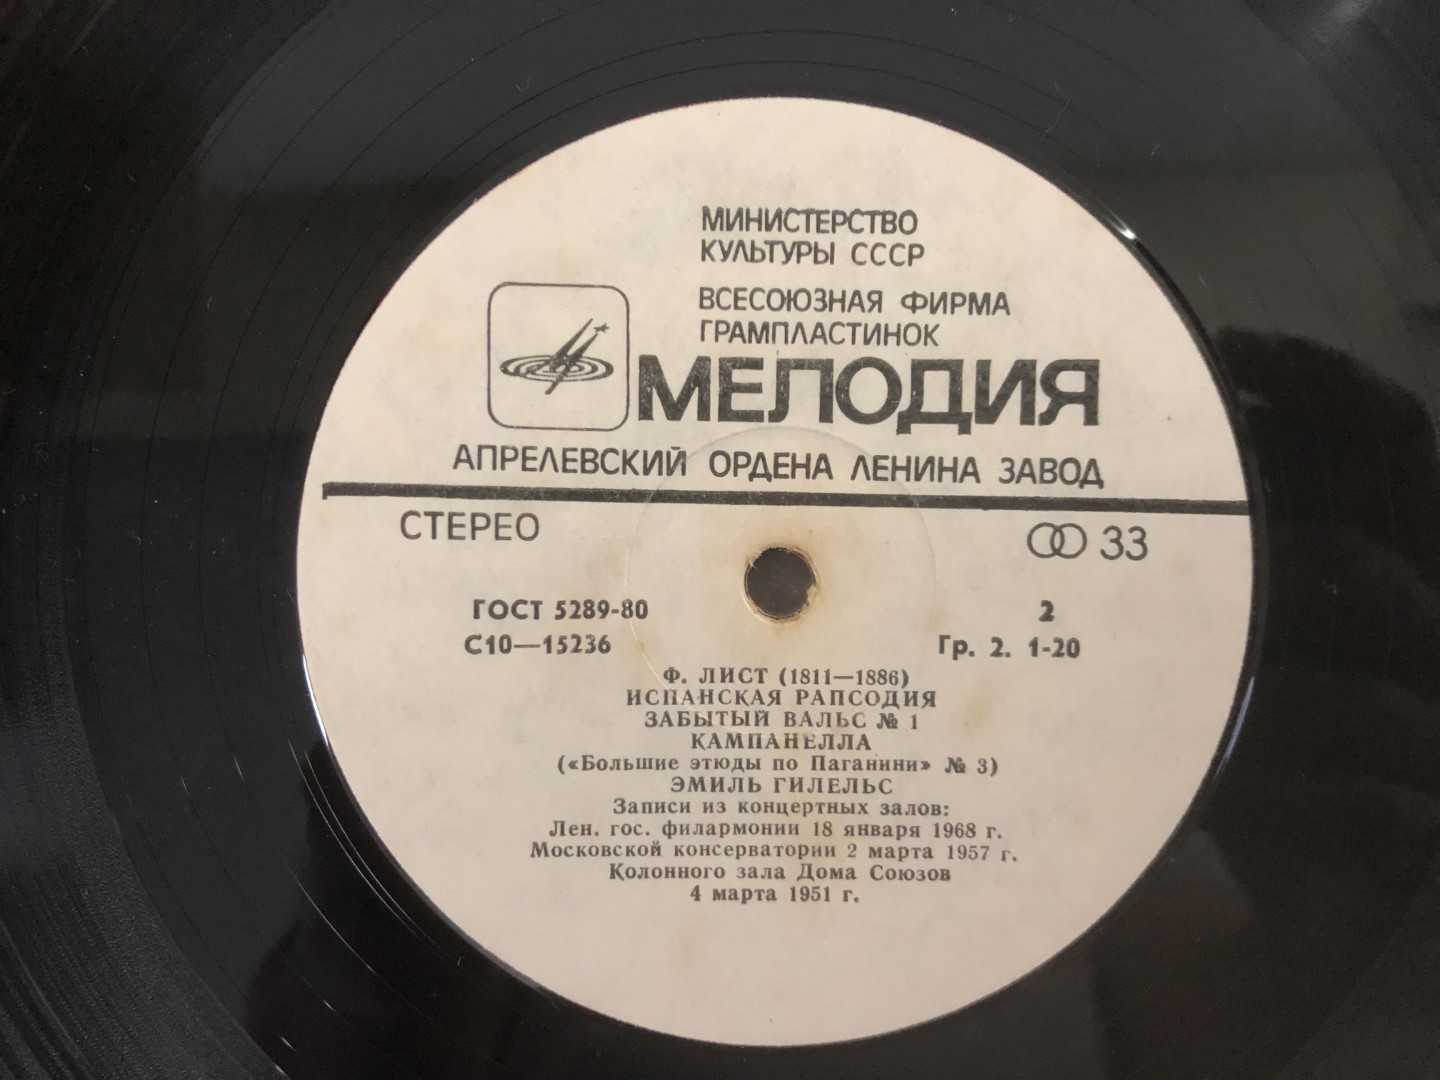 МИНИСТЕРСТВО
КУЛЬТУРЫ СССР
ВСЕСОЮЗНАЯ ФИРМА
ГРАМПЛАСТИНОК
МЕЛОДИЯ
АПРЕЛЕВСКИЙ ОРДЕНА ЛЕНИНА ЗАВОД
СТЕРЕО
33
ГОСТ 5289-80
2
С10—15236
Гр. 2. 1-20
Ф. ЛИСТ (1811—1886)
ИСПАНСКАЯ РАПСОДИЯ
ЗАБЫТЫЙ ВАЛЬС № 1
КАМПАНЕЛЛА
(«Большие этюды по Паганини» № 3)
ЭМИЛЬ ГИЛЕЛЬС
Записи из концертных залов:
Лен. гос. филармонии 18 января 1968 г.
Московской консерватории 2 марта 1957 г.
Колонного зала Дома Союзов
4 марта 1951 г.